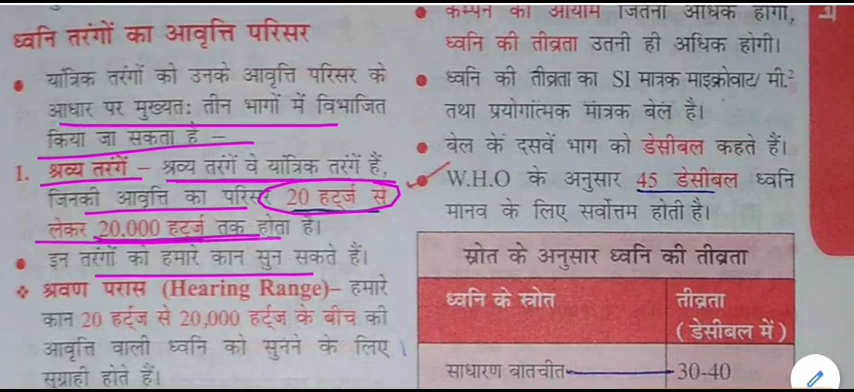 ध्वनि तरंगों का आवृत्ति परिसर
● यांत्रिक तरंगों को उनके आवृत्ति परिसर के
आधार पर मुख्यत: तीन भागों में विभाजित
किया जा सकता है –
1. श्रव्य तरंगें – श्रव्य तरंगें वे यांत्रिक तरंगें हैं,
जिनकी आवृत्ति का परिसर 20 हर्ट्ज से
लेकर 20,000 हर्ट्ज तक होता है।
● इन तरंगों को हमारे कान सुन सकते हैं।
❖ श्रवण परास (Hearing Range)– हमारे
कान 20 हर्ट्ज से 20,000 हर्ट्ज के बीच की
आवृत्ति वाली ध्वनि को सुनने के लिए
सुग्राही होते हैं।
● कम्पन का आयाम जितना अधिक होगा,
ध्वनि की तीव्रता उतनी ही अधिक होगी।
● ध्वनि की तीव्रता का SI मात्रक माइक्रोवाट/ मी.²
तथा प्रयोगात्मक मात्रक बेल है।
● बेल के दसवें भाग को डेसीबल कहते हैं।
● W.H.O के अनुसार 45 डेसीबल ध्वनि
मानव के लिए सर्वोत्तम होती है।
स्रोत के अनुसार ध्वनि की तीव्रता
ध्वनि के स्त्रोत तीव्रता
(डेसीबल में)
साधारण बातचीत 30-40